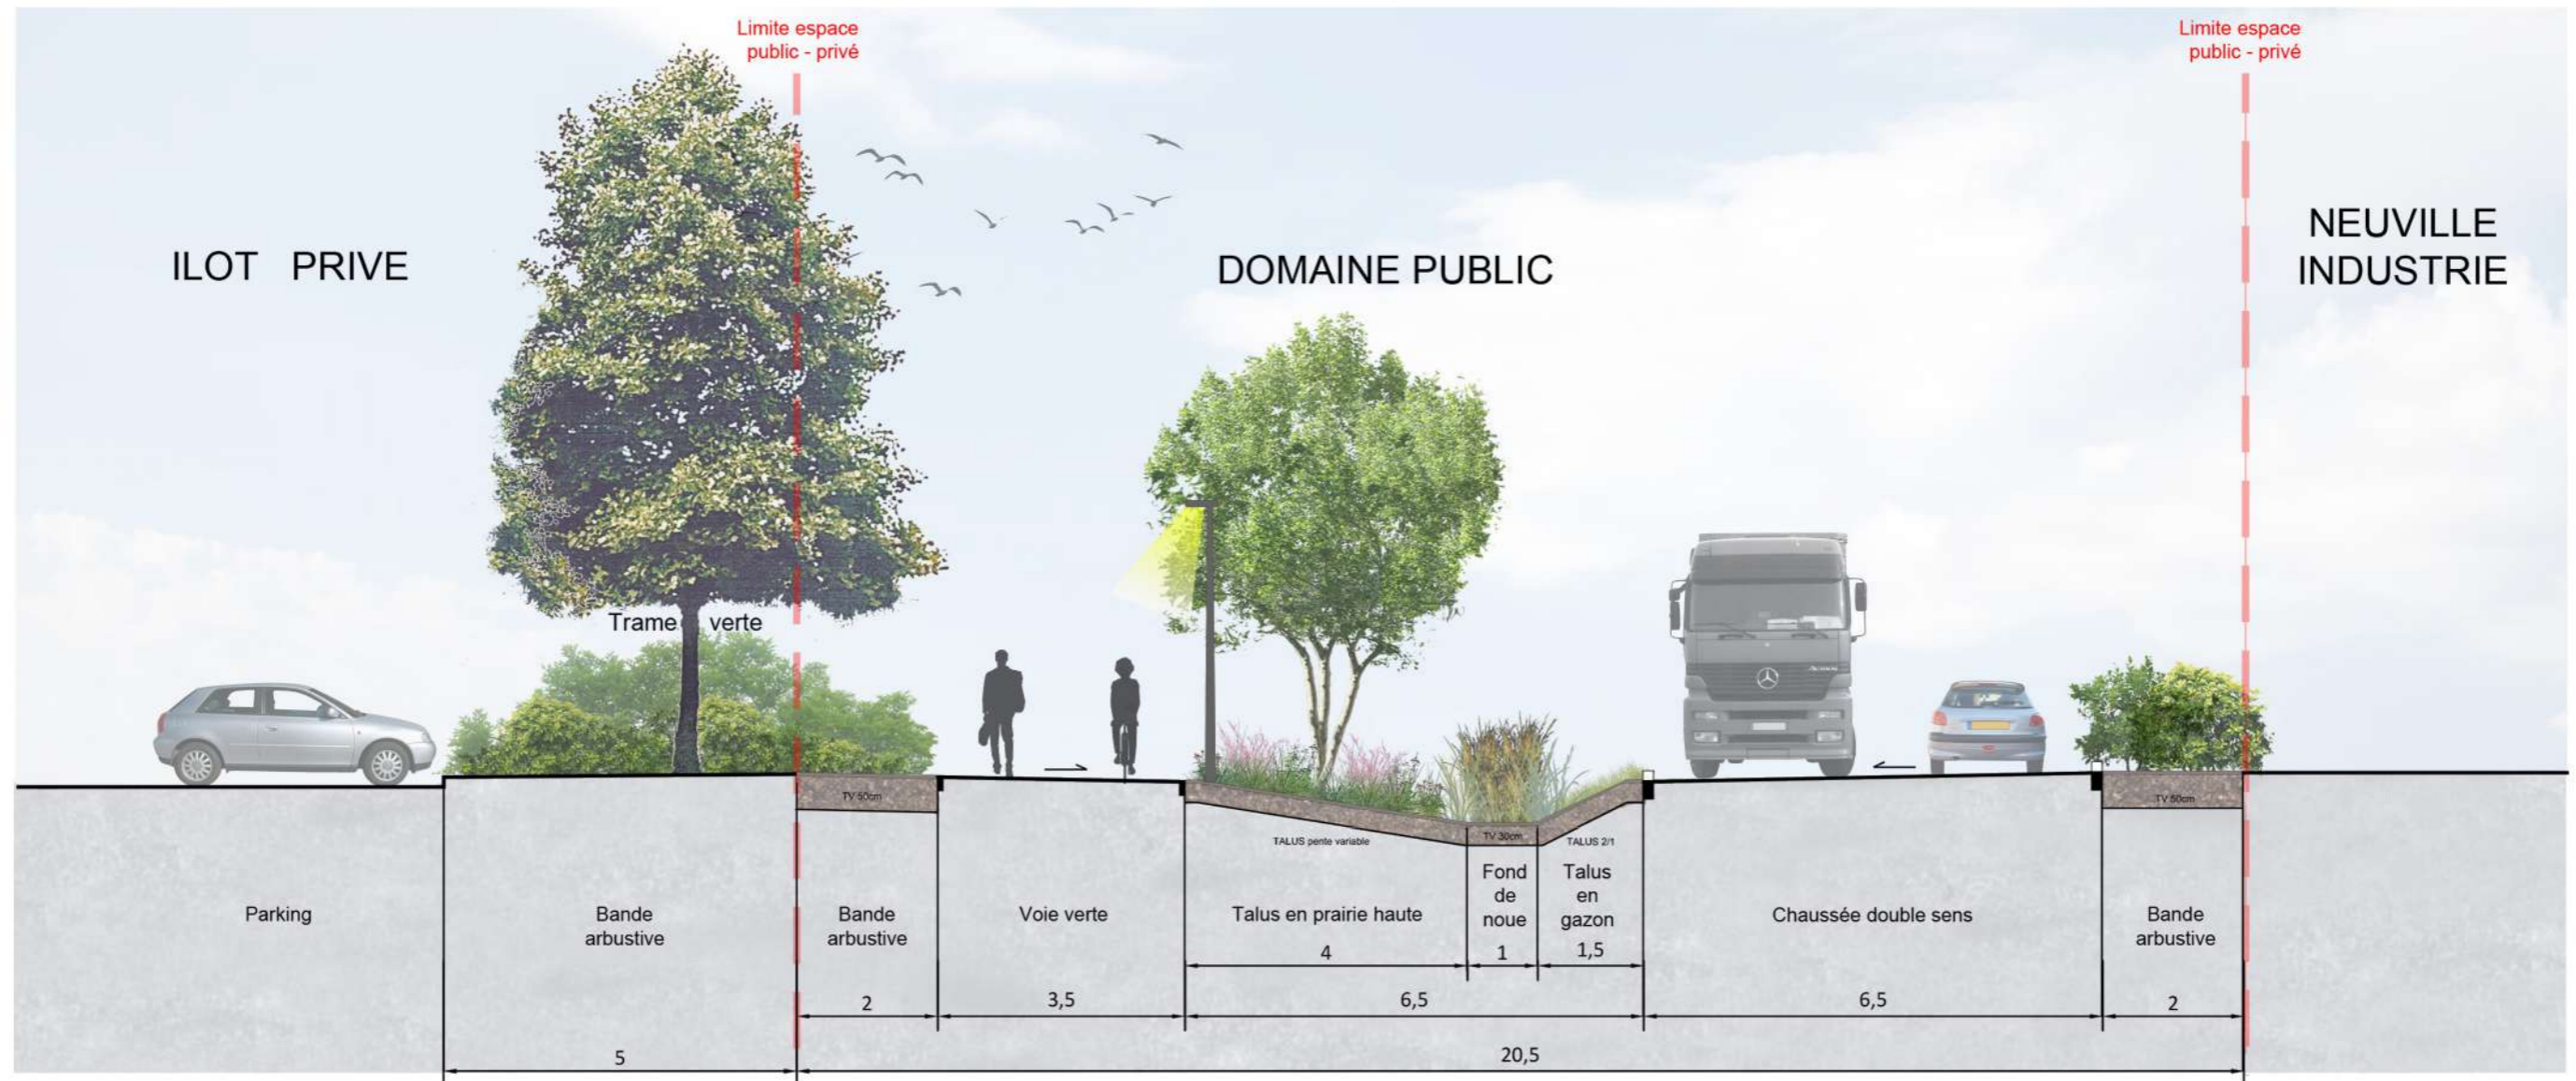 Limite espace
public - privé
Limite espace
public - privé
ILOT PRIVE
DOMAINE PUBLIC
NEUVILLE
INDUSTRIE
Trame verte
TV 50cm
TV 50cm
TALUS pente variable
TV 30cm
TALUS 2/1
Parking
Bande
arbustive
Bande
arbustive
Voie verte
Talus en prairie haute
4
Fond
de
noue
1
Talus
en
gazon
1,5
Chaussée double sens
Bande
arbustive
2
3,5
6,5
6,5
2
5
20,5